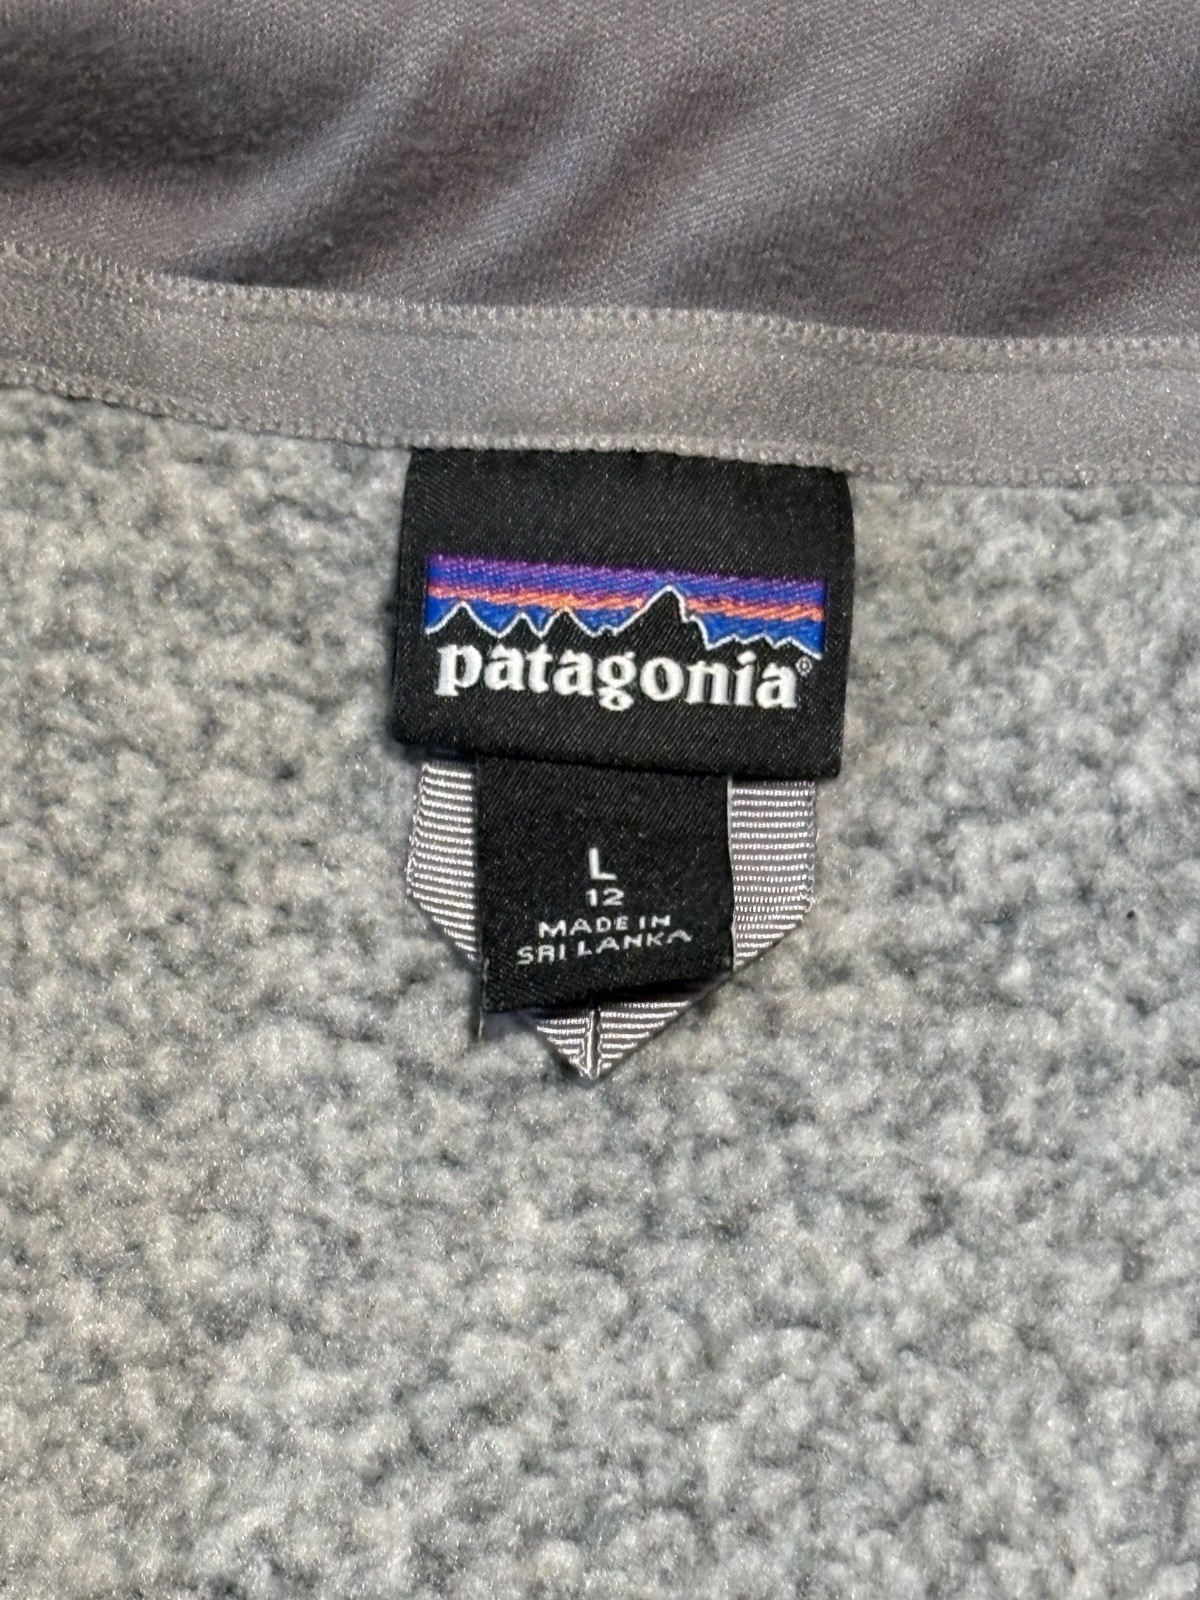 patagonia®
L
12
MADE IN
SRI LANKA